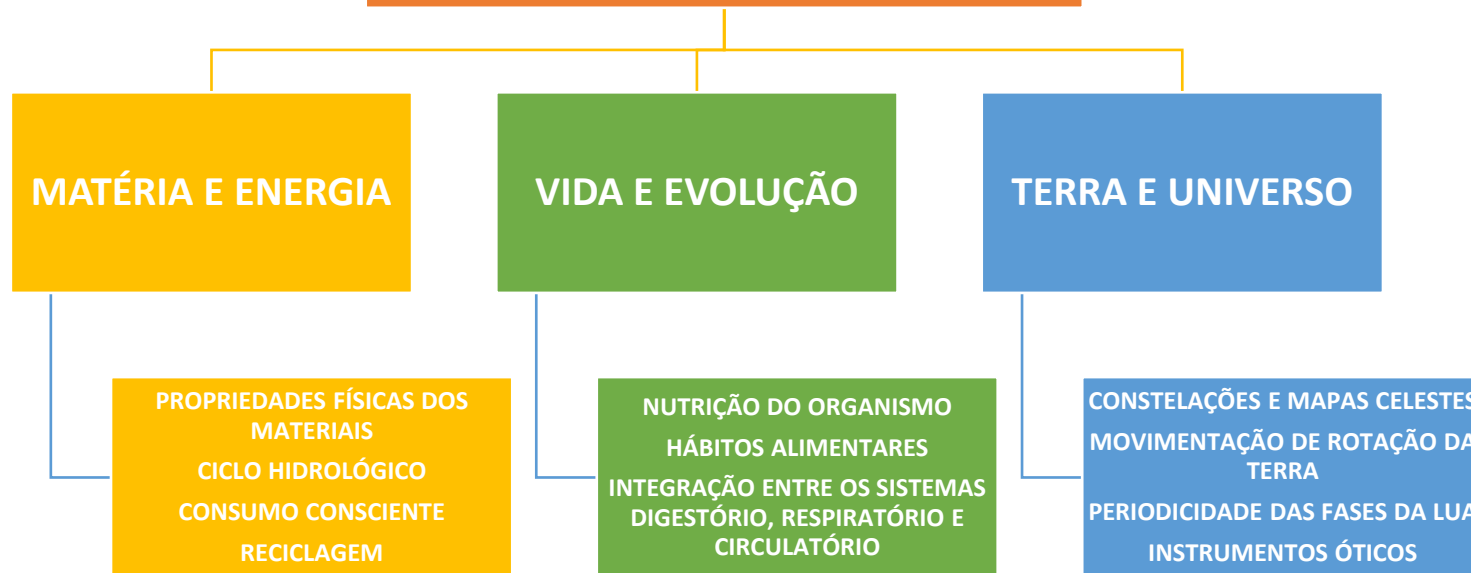 MATÉRIA E ENERGIA
VIDA E EVOLUÇÃO
TERRA E UNIVERSO
PROPRIEDADES FÍSICAS DOS
MATERIAIS
CICLO HIDROLÓGICO
CONSUMO CONSCIENTE
RECICLAGEM
NUTRIÇÃO DO ORGANISMO
HÁBITOS ALIMENTARES
INTEGRAÇÃO ENTRE OS SISTEMAS
DIGESTÓRIO, RESPIRATÓRIO E
CIRCULATÓRIO
CONSTELAÇÕES E MAPAS CELESTES
MOVIMENTAÇÃO DE ROTAÇÃO DA
TERRA
PERIODICIDADE DAS FASES DA LUA
INSTRUMENTOS ÓTICOS